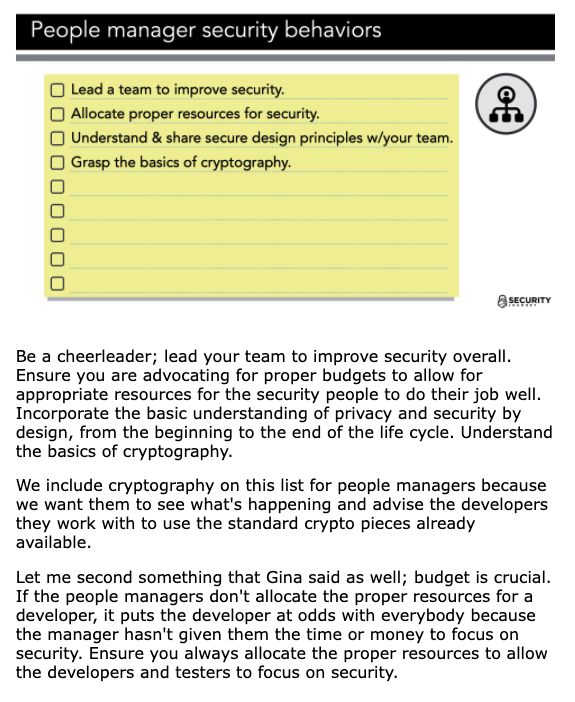 People manager security behaviors
Lead a team to improve security.
Allocate proper resources for security.
Understand & share secure design principles w/your team.
Grasp the basics of cryptography.
SECURITY
JOURNEY
Be a cheerleader; lead your team to improve security overall.
Ensure you are advocating for proper budgets to allow for
appropriate resources for the security people to do their job well.
Incorporate the basic understanding of privacy and security by
design, from the beginning to the end of the life cycle. Understand
the basics of cryptography.
We include cryptography on this list for people managers because
we want them to see what's happening and advise the developers
they work with to use the standard crypto pieces already
available.
Let me second something that Gina said as well; budget is crucial.
If the people managers don't allocate the proper resources for a
developer, it puts the developer at odds with everybody because
the manager hasn't given them the time or money to focus on
security. Ensure you always allocate the proper resources to allow
the developers and testers to focus on security.